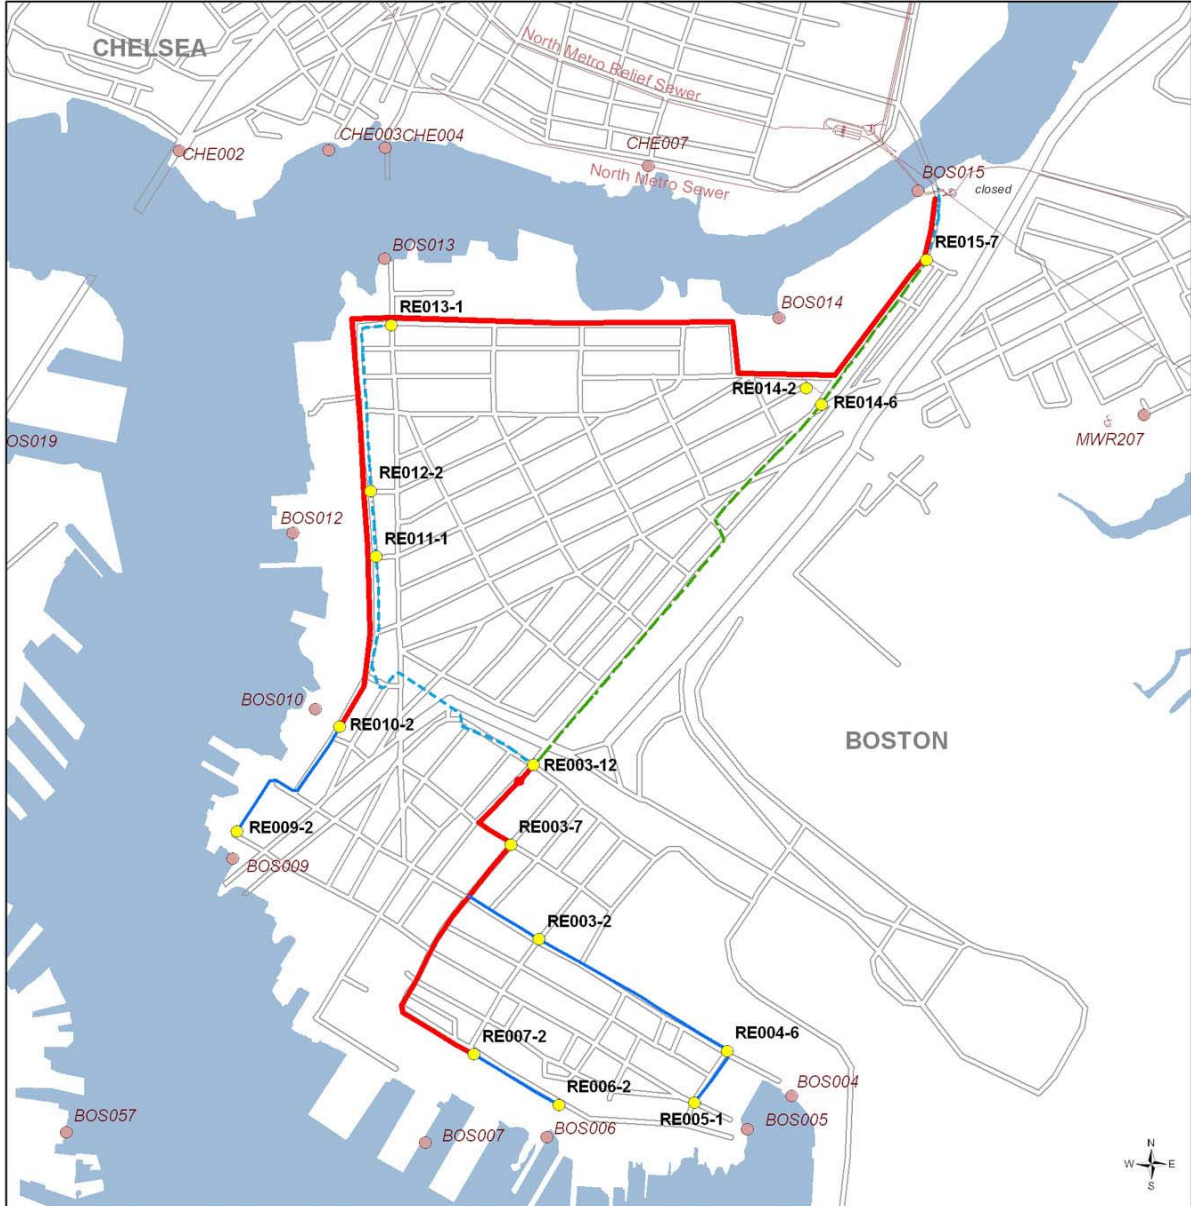 CHELSEA
North Metro Relief Sewer
CHE003
CHE004
CHE002
CHE007
North Metro Sewer
BOS015
closed
RE015-7
BOS013
RE013-1
BOS014
RE014-2
RE014-6
MWR207
OS019
RE012-2
BOS012
RE011-1
BOS010
RE010-2
BOSTON
RE003-12
RE009-2
RE003-7
BOS009
RE003-2
RE007-2
RE004-6
RE006-2
BOS004
RE005-1
BOS005
BOS057
BOS007
BOS006
N
W E
S